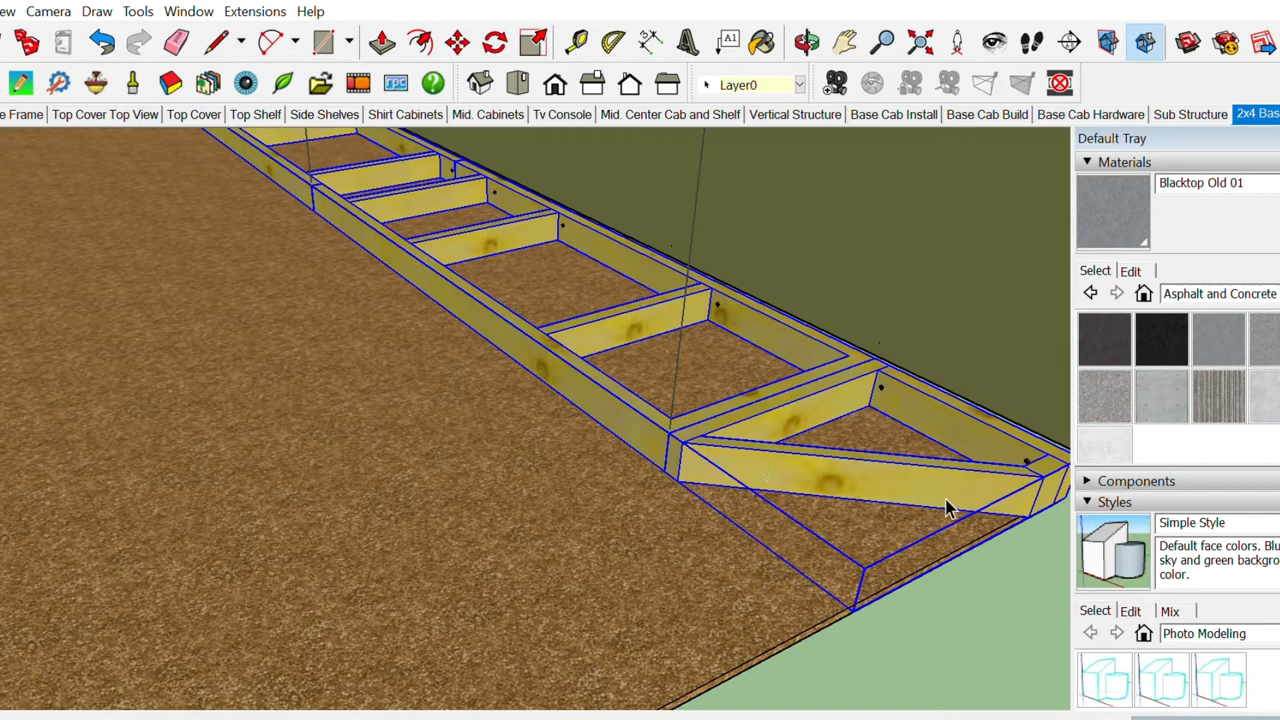 ew Camera Draw Tools Window Extensions Help
A1
rpc Layer0
e Frame Top Cover Top View Top Cover Top Shelf Side Shelves Shirt Cabinets Mid. Cabinets Tv Console Mid. Center Cab and Shelf Vertical Structure Base Cab Install Base Cab Build Base Cab Hardware Sub Structure 2x4 Bas
Default Tray
Materials
Blacktop Old 01
Select Edit
Asphalt and Concrete
Components
Styles
Simple Style
Default face colors. Blu
sky and green backgro
color.
Select Edit Mix
Photo Modeling